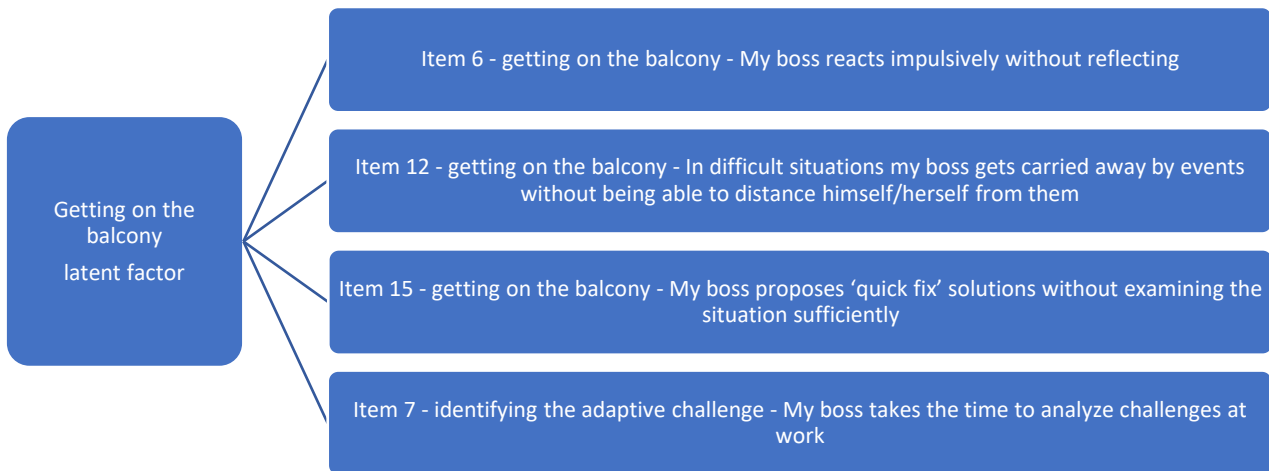 Getting on the
balcony
latent factor
Item 6 - getting on the balcony - My boss reacts impulsively without reflecting
Item 12 - getting on the balcony - In difficult situations my boss gets carried away by events
without being able to distance himself/herself from them
Item 15 - getting on the balcony - My boss proposes ‘quick fix’ solutions without examining the
situation sufficiently
Item 7 - identifying the adaptive challenge - My boss takes the time to analyze challenges at
work